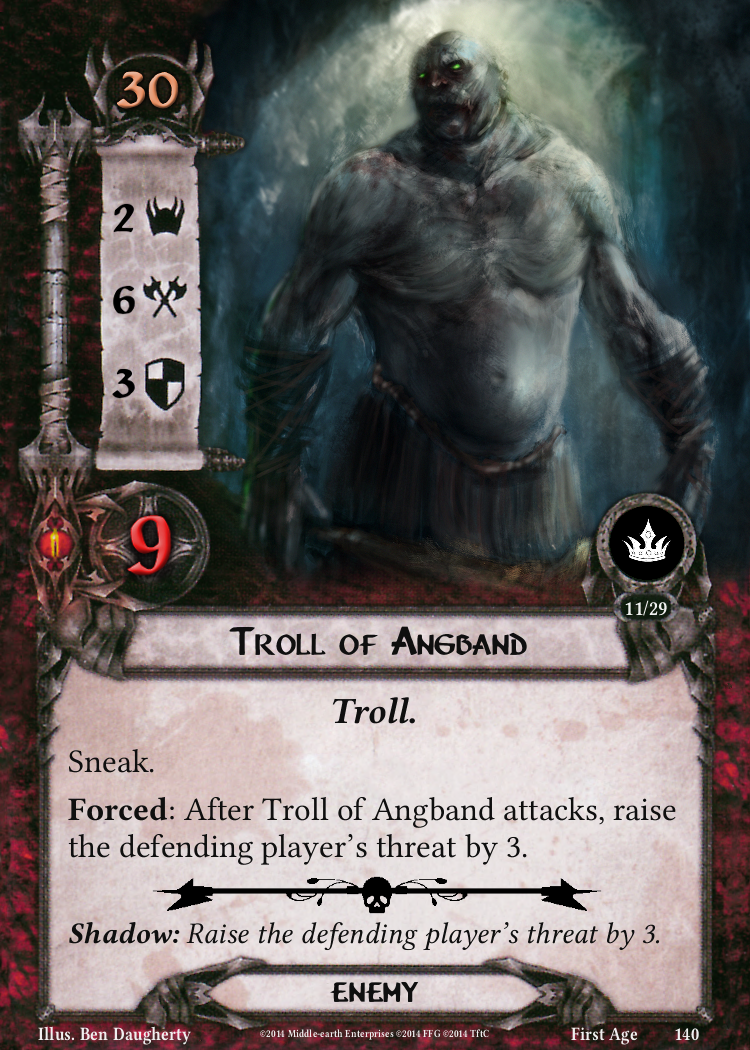 30
2
6
3
9
11/29
Troll of Angband
Troll.
Sneak.
Forced: After Troll of Angband attacks, raise
the defending player's threat by 3.
Shadow: Raise the defending player's threat by 3.
ENEMY
Illus. Ben Daugherty ©2014 Middle-earth Enterprises ©2014 FFG ©2014 TftC First Age 140